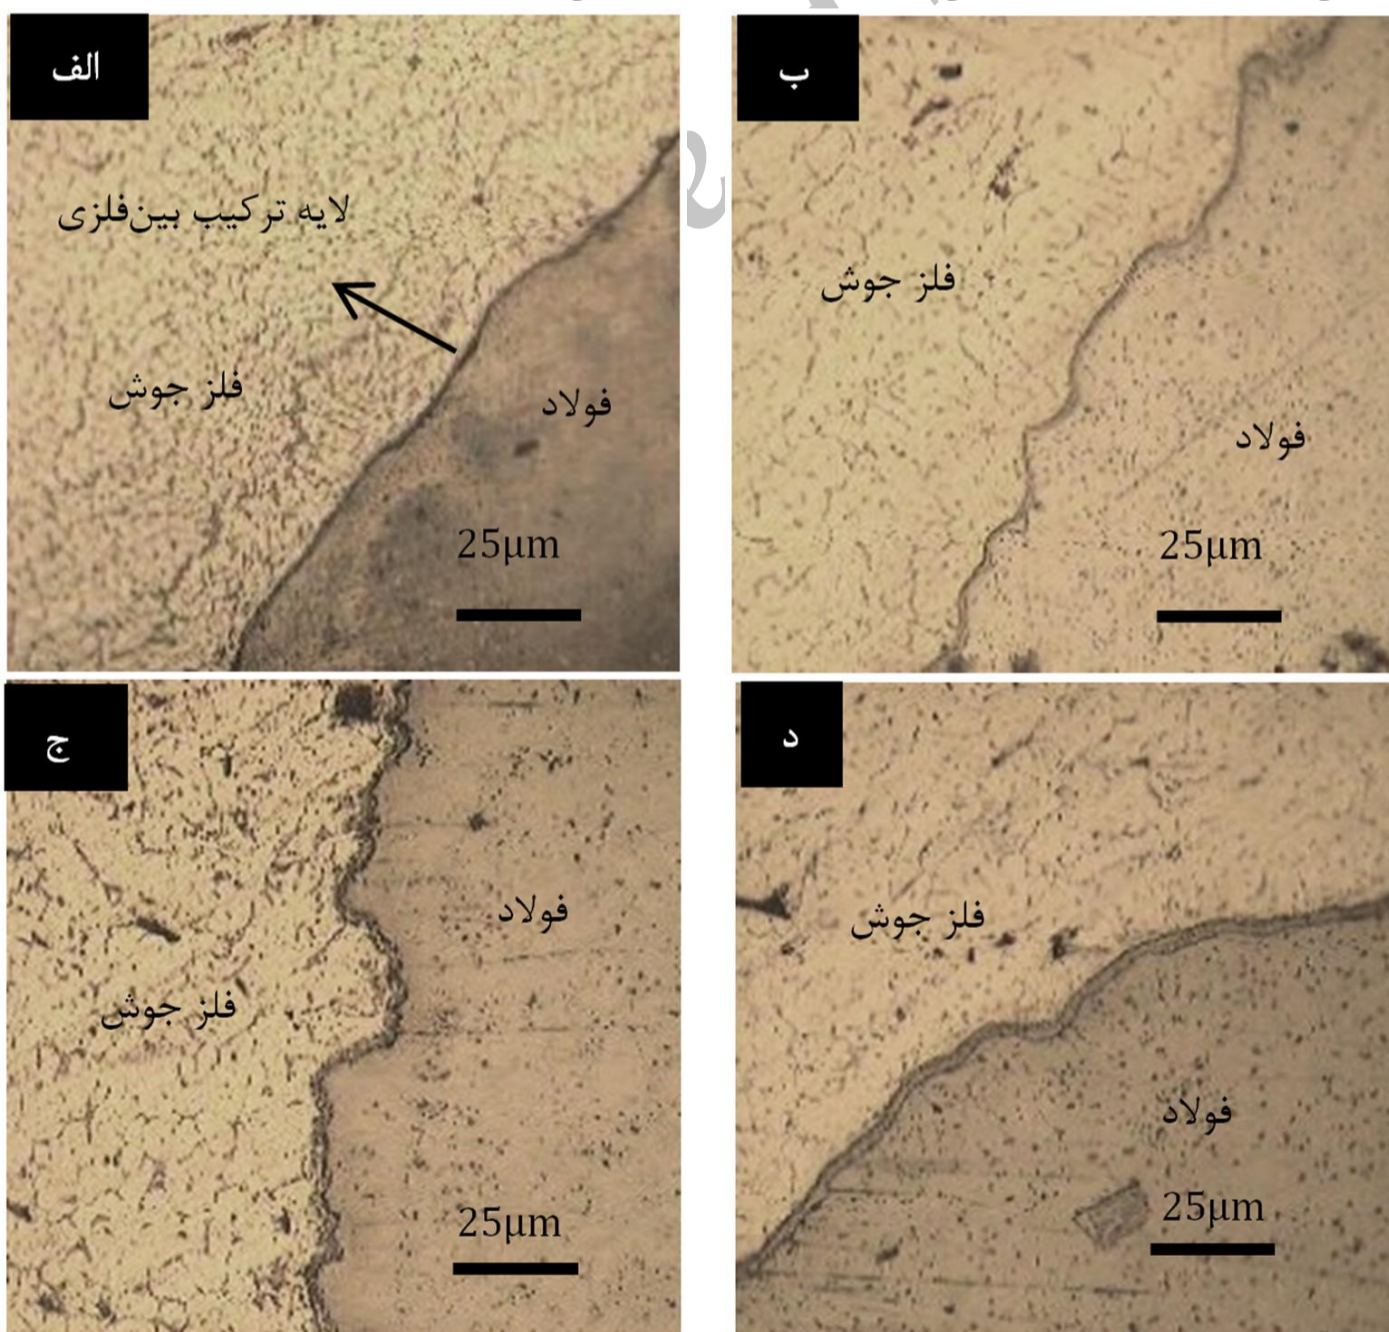 الف
لایه ترکیب بین‌فلزی
فلز جوش
فولاد
25μm
ب
فلز جوش
فولاد
25μm
ج
فولاد
فلز جوش
25μm
د
فلز جوش
فولاد
25μm